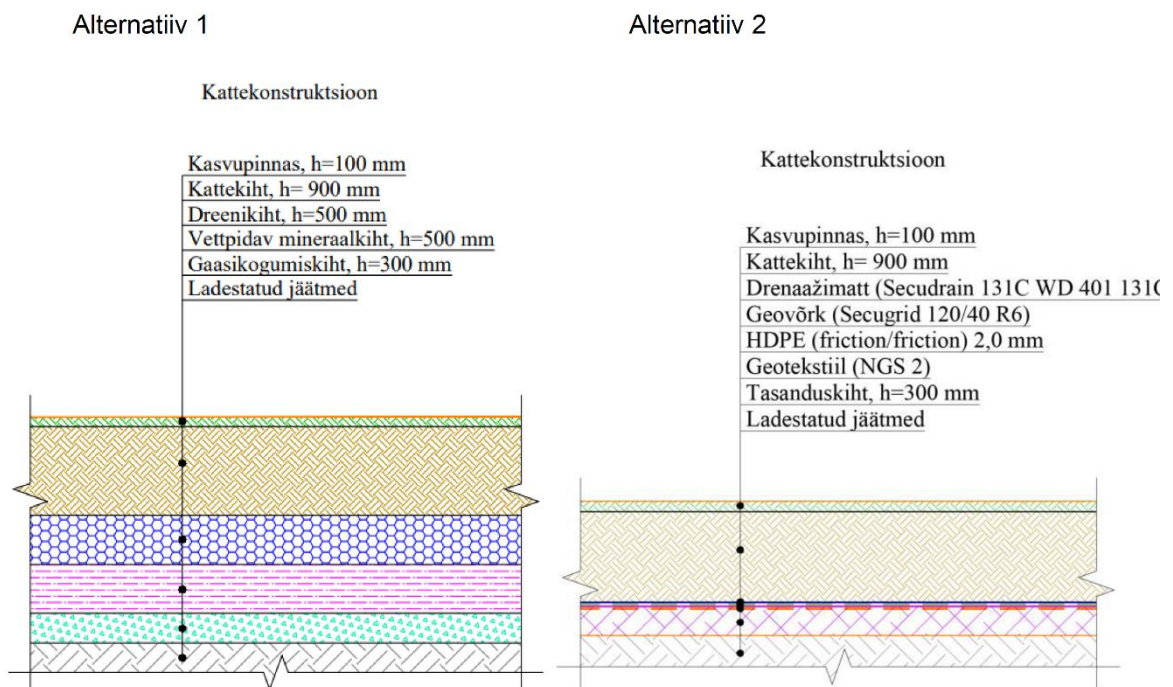 Alternatiiv 1
Kattekonstruktsioon
Kasvupinnas, h=100 mm
Kattekiht, h= 900 mm
Dreenikiht, h=500 mm
Vettpidav mineraalkiht, h=500 mm
Gaasikogumiskiht, h=300 mm
Ladestatud jäätmed
Alternatiiv 2
Kattekonstruktsioon
Kasvupinnas, h=100 mm
Kattekiht, h= 900 mm
Drenaažimatt (Secudrain 131C WD 401 131C
Geovõrk (Secugrid 120/40 R6)
HDPE (friction/friction) 2,0 mm
Geotekstiil (NGS 2)
Tasanduskiht, h=300 mm
Ladestatud jäätmed